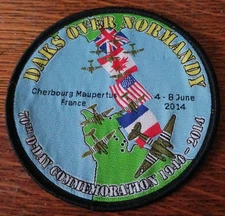 DAKS OVER NORMANDY
Cherbourg Maupertus
France
4 - 8 June
2014
70TH D-DAY COMMEMORATION 1944 - 2014